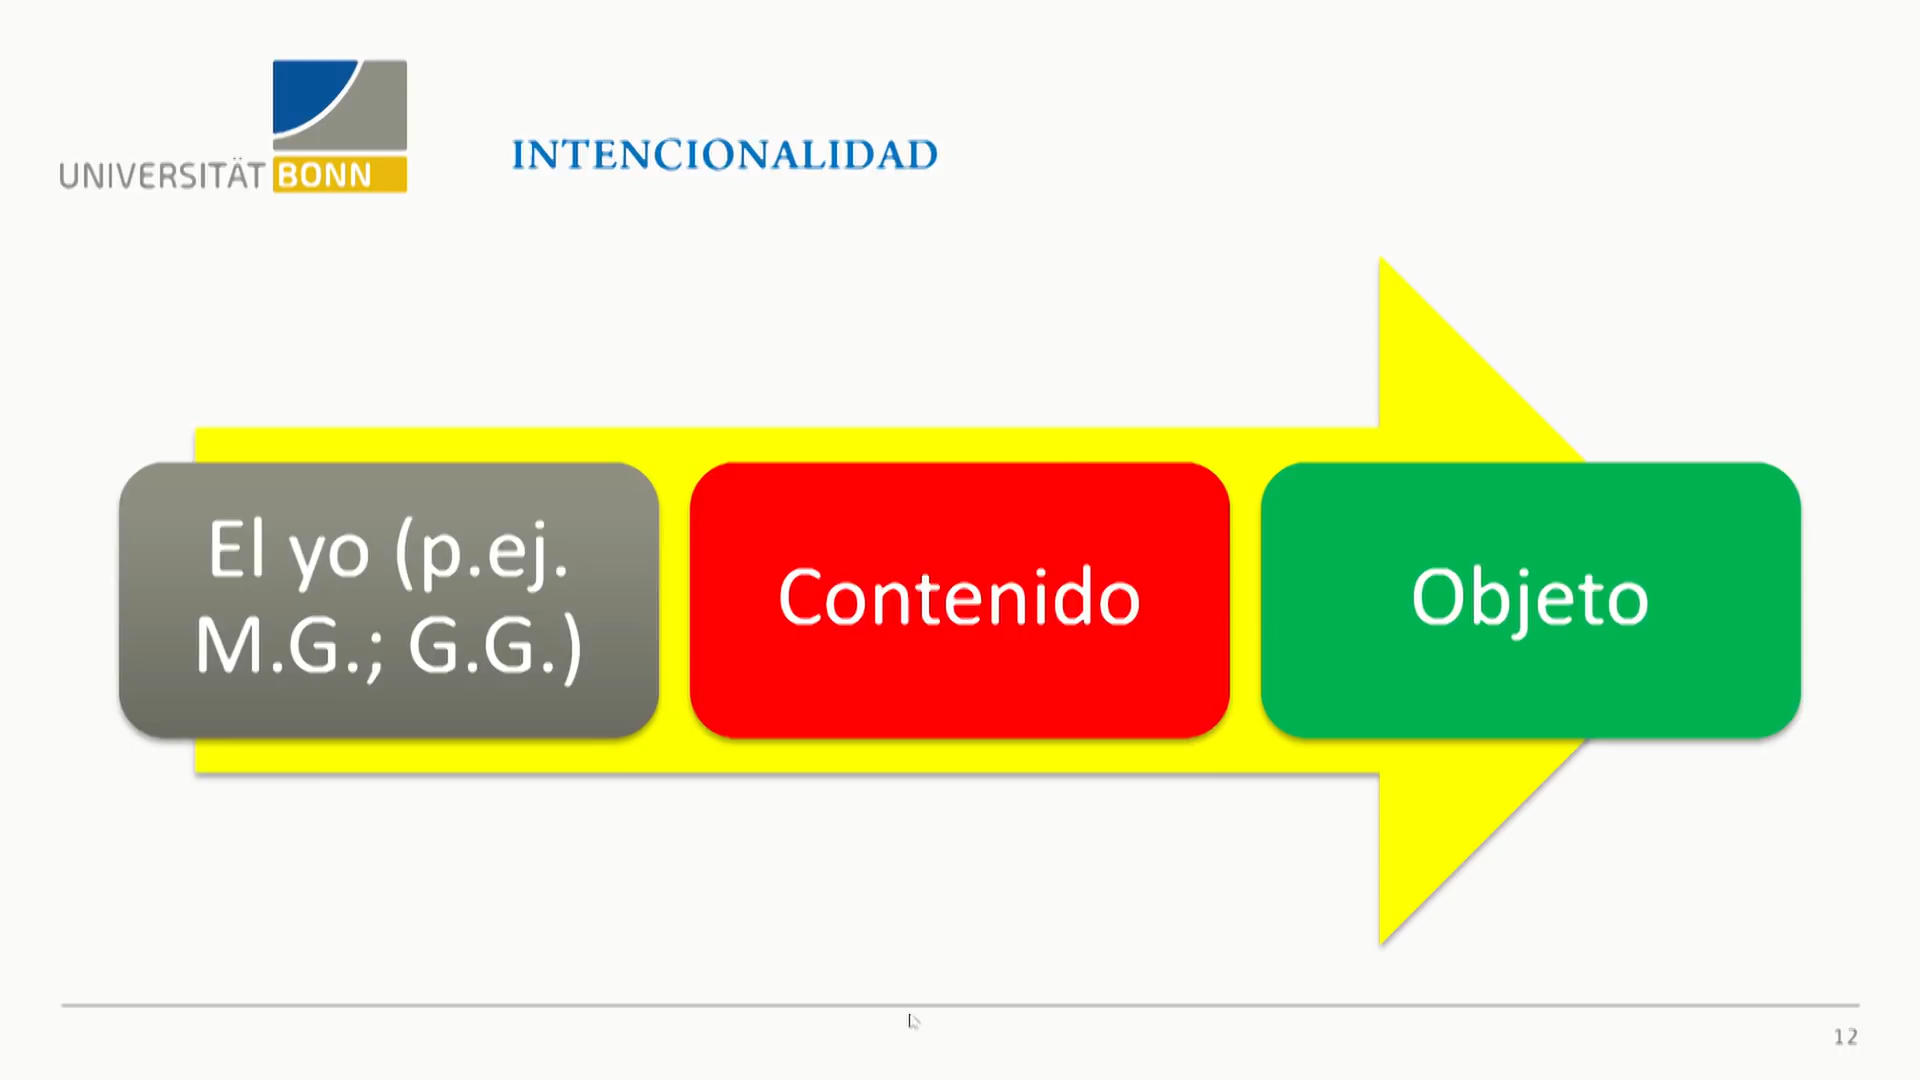 UNIVERSITÄT BONN
INTENCIONALIDAD
El yo (p.ej.
M.G.; G.G.)
Contenido
Objeto
12